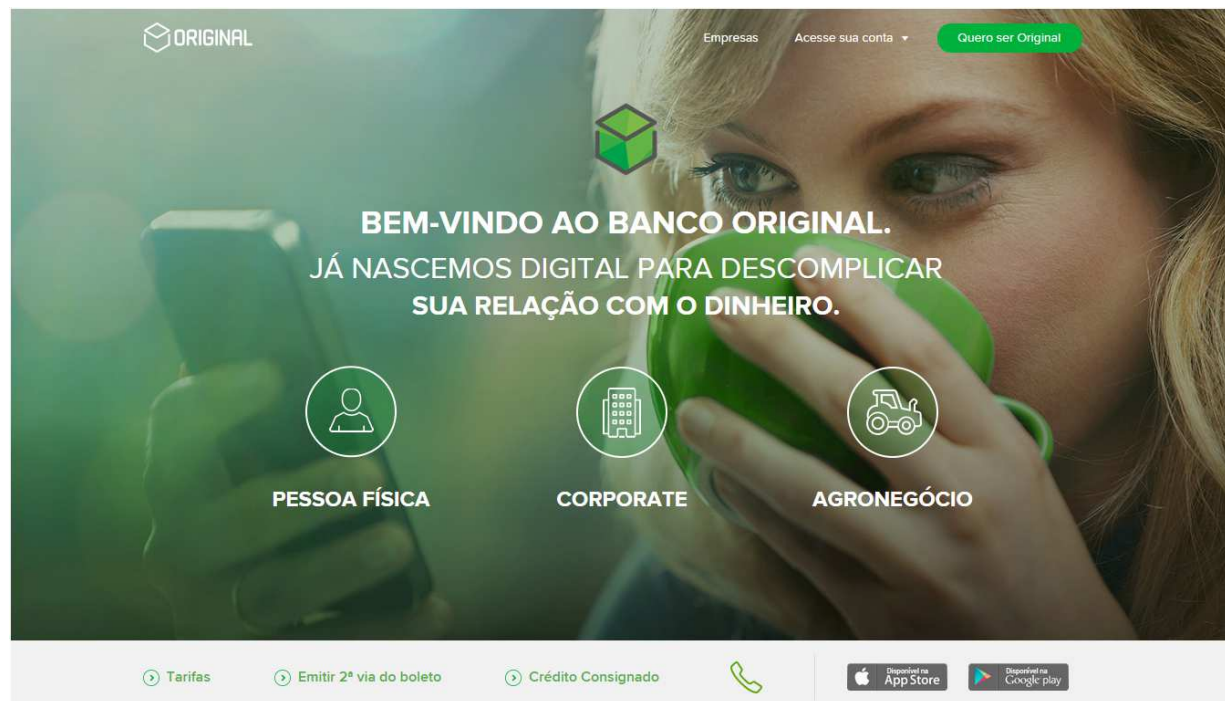 ORIGINAL
Empresas
Acesse sua conta
Quero ser Original
BEM-VINDO AO BANCO ORIGINAL.
JÁ NASCEMOS DIGITAL PARA DESCOMPLICAR
SUA RELAÇÃO COM O DINHEIRO.
PESSOA FÍSICA
CORPORATE
AGRONEGÓCIO
Tarifas
Emitir 2ª via do boleto
Crédito Consignado
Disponível na
App Store
Disponível na
Google play